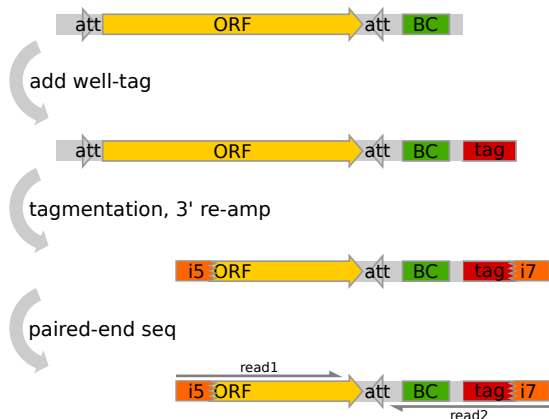 att ORF att BC
add well-tag
att ORF att BC tag
tagmentation, 3' re-amp
i5 ORF att BC tag i7
paired-end seq
read1
i5 ORF att BC tag i7
read2